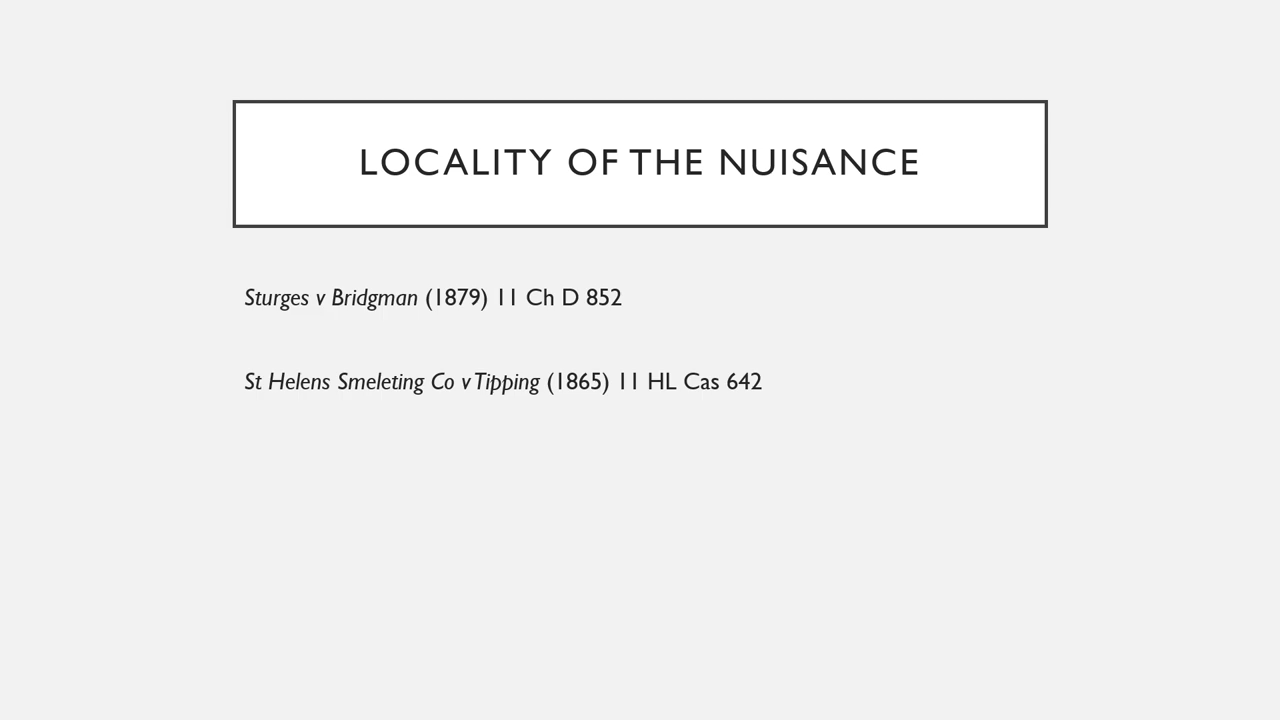 LOCALITY OF THE NUISANCE
Sturges v Bridgman (1879) 11 Ch D 852
St Helens Smeleting Co v Tipping (1865) 11 HL Cas 642